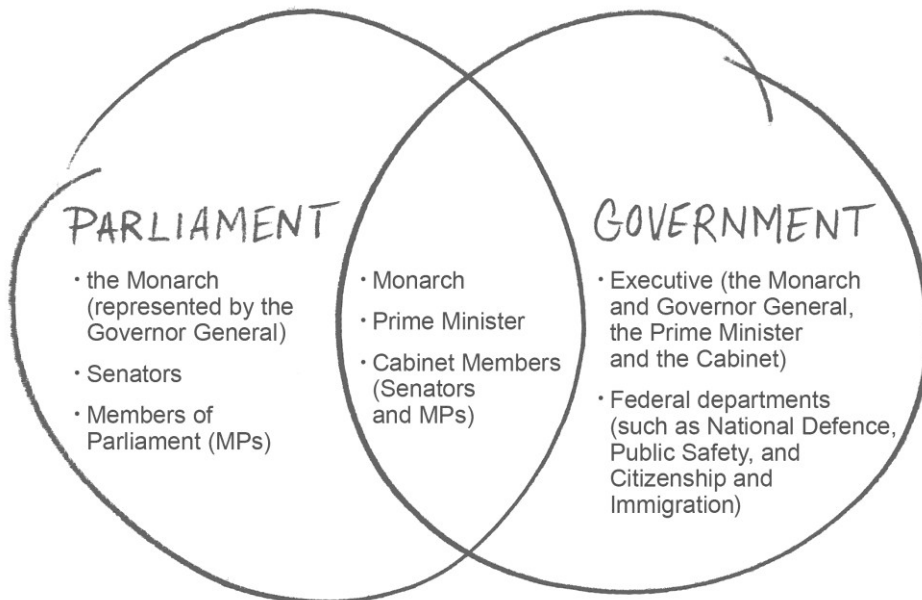 PARLIAMENT
· the Monarch
(represented by the
Governor General)
· Senators
· Members of
Parliament (MPs)
· Monarch
· Prime Minister
· Cabinet Members
(Senators
and MPs)
GOVERNMENT
· Executive (the Monarch
and Governor General,
the Prime Minister
and the Cabinet)
· Federal departments
(such as National Defence,
Public Safety, and
Citizenship and
Immigration)